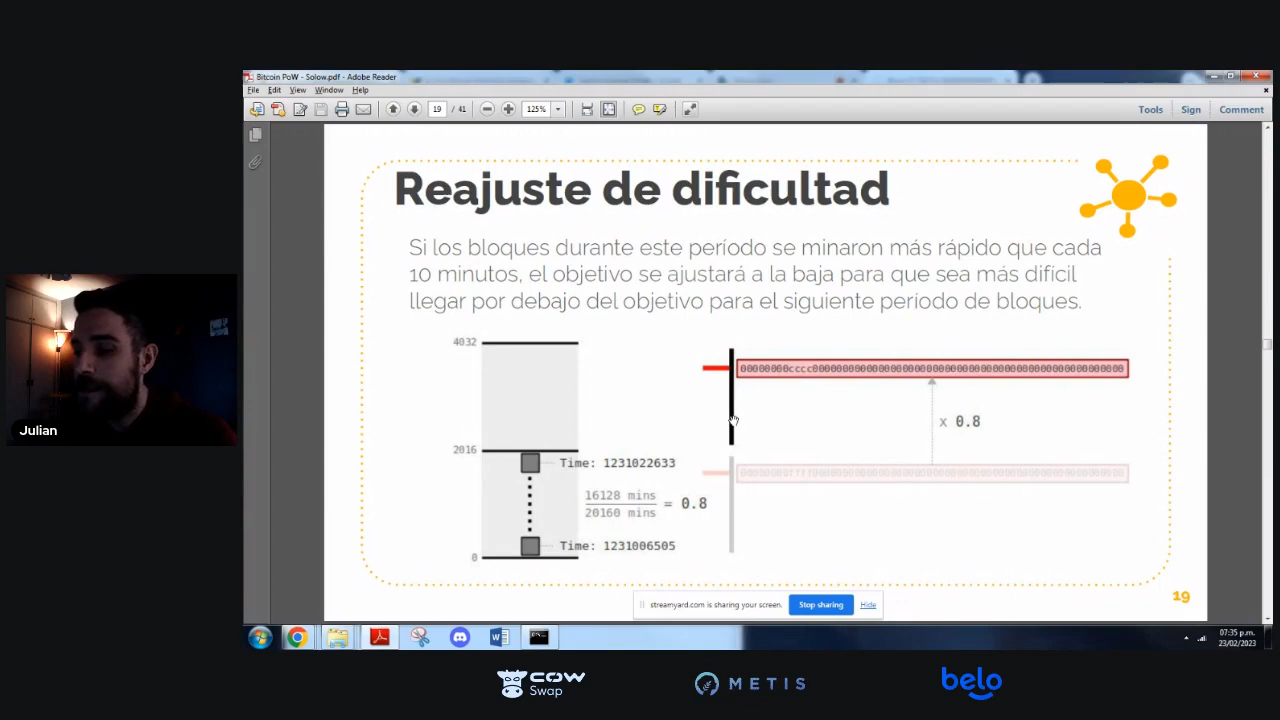 Bitcoin PoW - Solow.pdf - Adobe Reader
File Edit View Window Help
19 / 41 125% Tools Sign Comment
Reajuste de dificultad
Si los bloques durante este período se minaron más rápido que cada
10 minutos, el objetivo se ajustará a la baja para que sea más difícil
llegar por debajo del objetivo para el siguiente período de bloques.
4032
2016
Time: 1231022633
16128 mins
20160 mins
= 0.8
Time: 1231006505
0
x 0.8
19
streamyard.com is sharing your screen. Stop sharing Hide
07:35 p.m.
23/02/2023
Julian
COW
Swap
METIS
belo